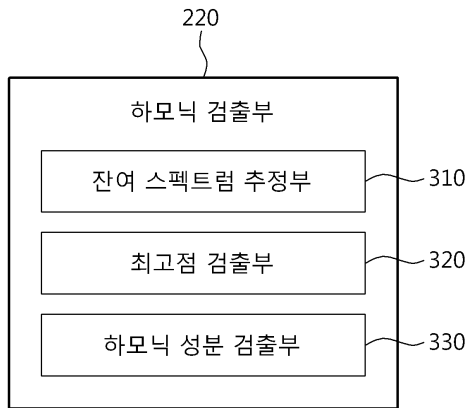 220
하모닉 검출부
잔여 스펙트럼 추정부
310
최고점 검출부
320
하모닉 성분 검출부
330